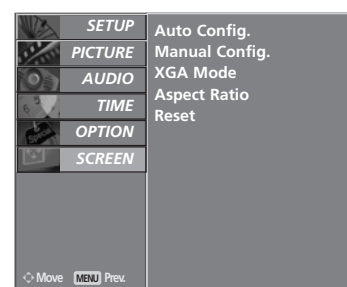 SETUP
PICTURE
AUDIO
TIME
OPTION
SCREEN
Auto Config.
Manual Config.
XGA Mode
Aspect Ratio
Reset
Move MENU Prev.